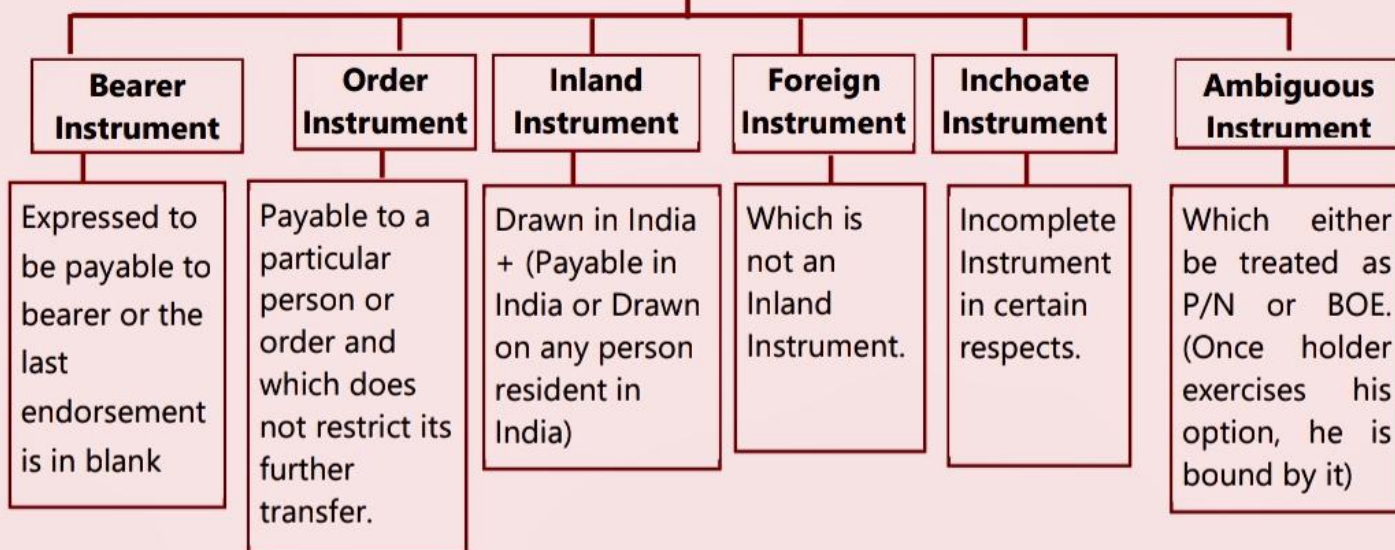 Bearer
Instrument
Order
Instrument
Inland
Instrument
Foreign
Instrument
Inchoate
Instrument
Ambiguous
Instrument
Expressed to
be payable to
bearer or the
last
endorsement
is in blank
Payable to a
particular
person or
order and
which does
not restrict its
further
transfer.
Drawn in India
+ (Payable in
India or Drawn
on any person
resident in
India)
Which is
not an
Inland
Instrument.
Incomplete
Instrument
in certain
respects.
Which either
be treated as
P/N or BOE.
(Once holder
exercises his
option, he is
bound by it)